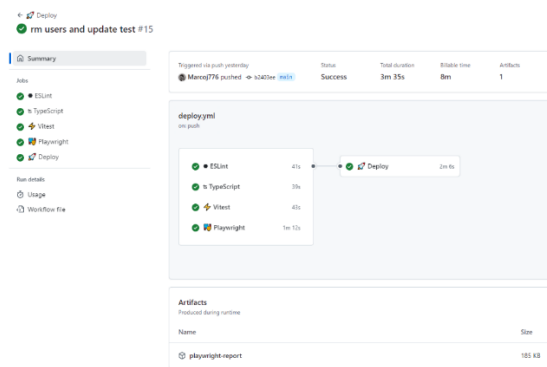 Deploy
rm users and update test #15
Summary
Jobs
ESLint
TypeScript
Vitest
Playwright
Deploy
Run details
Usage
Workflow file
Triggered via push yesterday
Marcoj776 pushed b2403ee main
Status
Success
Total duration
3m 35s
Billable time
8m
Artifacts
1
deploy.yml
on: push
ESLint 41s
TypeScript 39s
Vitest 43s
Playwright 1m 12s
Deploy 2m 6s
Artifacts
Produced during runtime
Name Size
playwright-report 185 KB